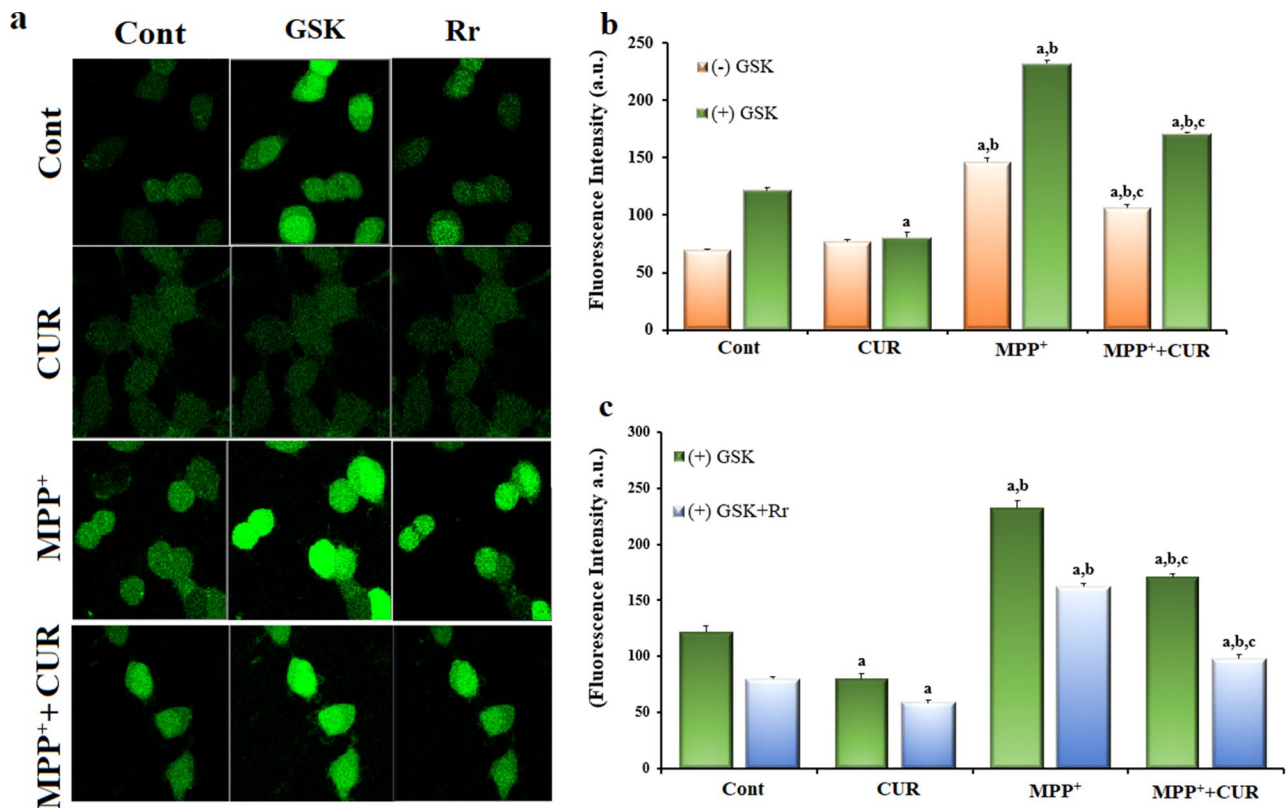 a
Cont GSK Rr
Cont
CUR
MPP⁺
MPP⁺+ CUR
b
Fluorescence Intensity (a.u.)
250
200
150
100
50
0
(-) GSK
(+) GSK
a
a,b
a,b
a,b,c
a,b,c
Cont CUR MPP⁺ MPP⁺+CUR
c
(Fluorescence Intensity a.u.)
300
250
200
150
100
50
0
(+) GSK
(+) GSK+Rr
a
a
a,b
a,b
a,b,c
a,b,c
Cont CUR MPP⁺ MPP⁺+CUR